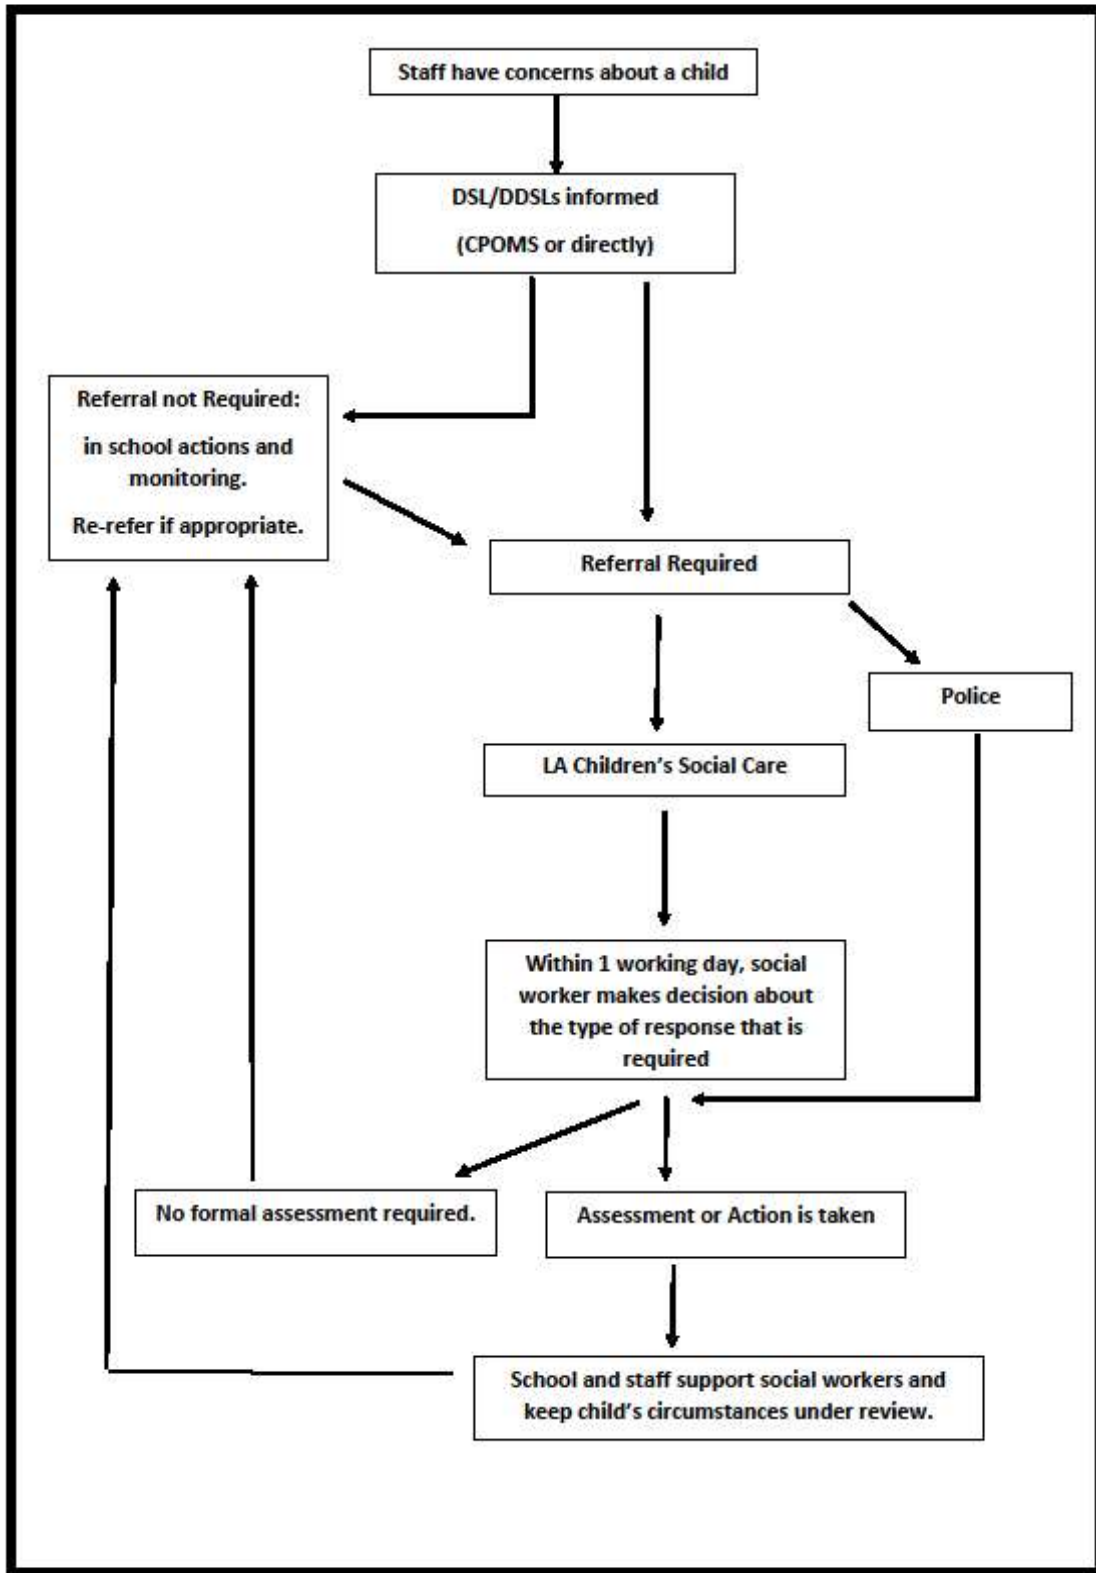 Staff have concerns about a child
DSL/DDSLs informed
(CPOMS or directly)
Referral not Required:
in school actions and
monitoring.
Re-refer if appropriate.
Referral Required
Police
LA Children's Social Care
Within 1 working day, social
worker makes decision about
the type of response that is
required
No formal assessment required.
Assessment or Action is taken
School and staff support social workers and
keep child's circumstances under review.